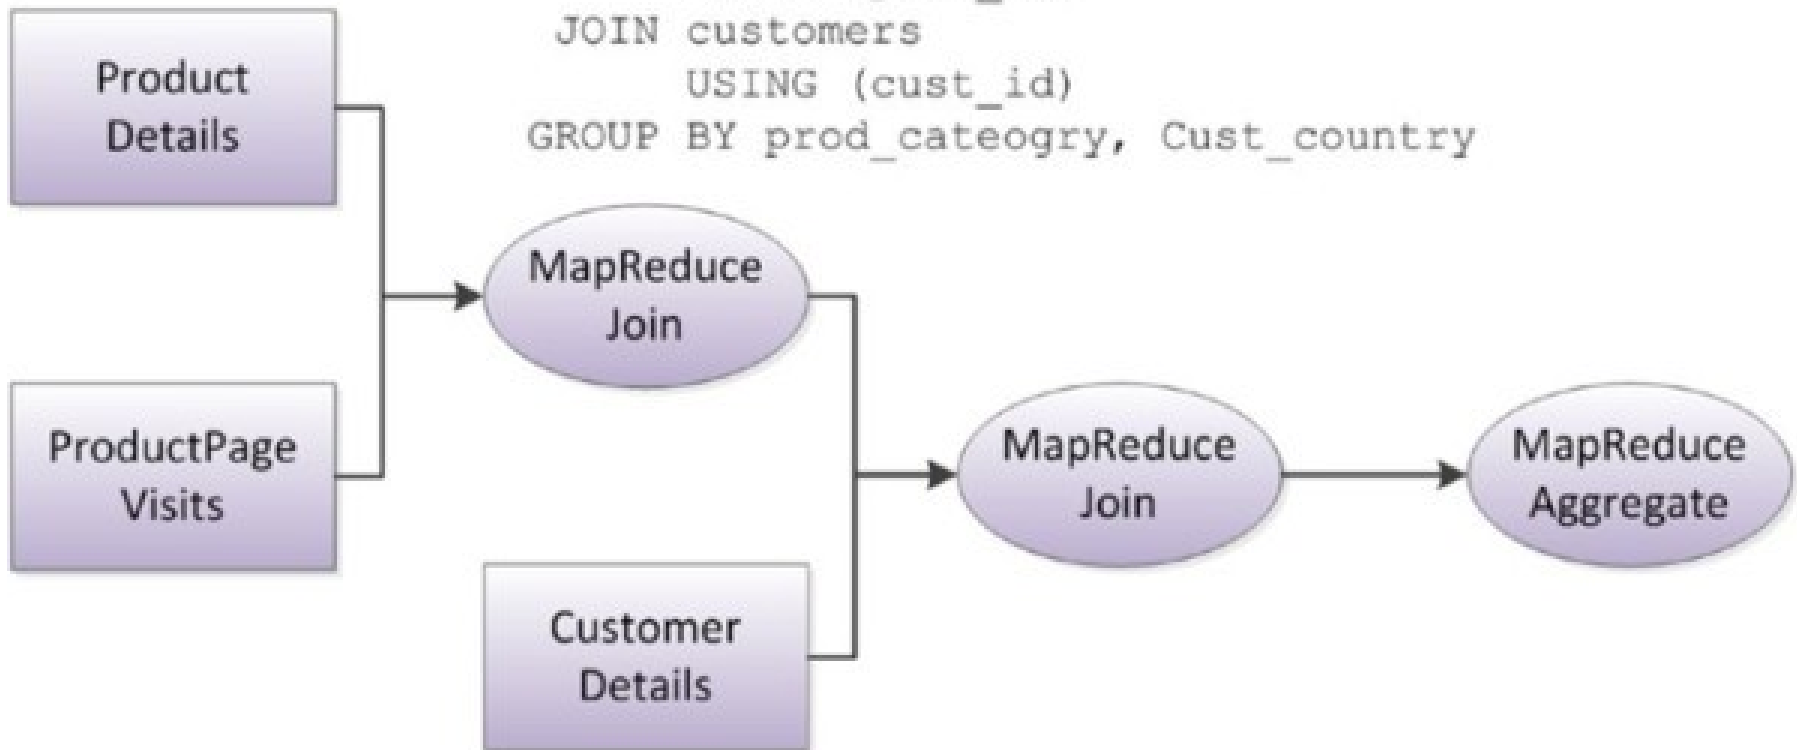 JOIN customers
USING (cust_id)
GROUP BY prod_cateogry, Cust_country
Product
Details
MapReduce
Join
ProductPage
Visits
MapReduce
Join
MapReduce
Aggregate
Customer
Details